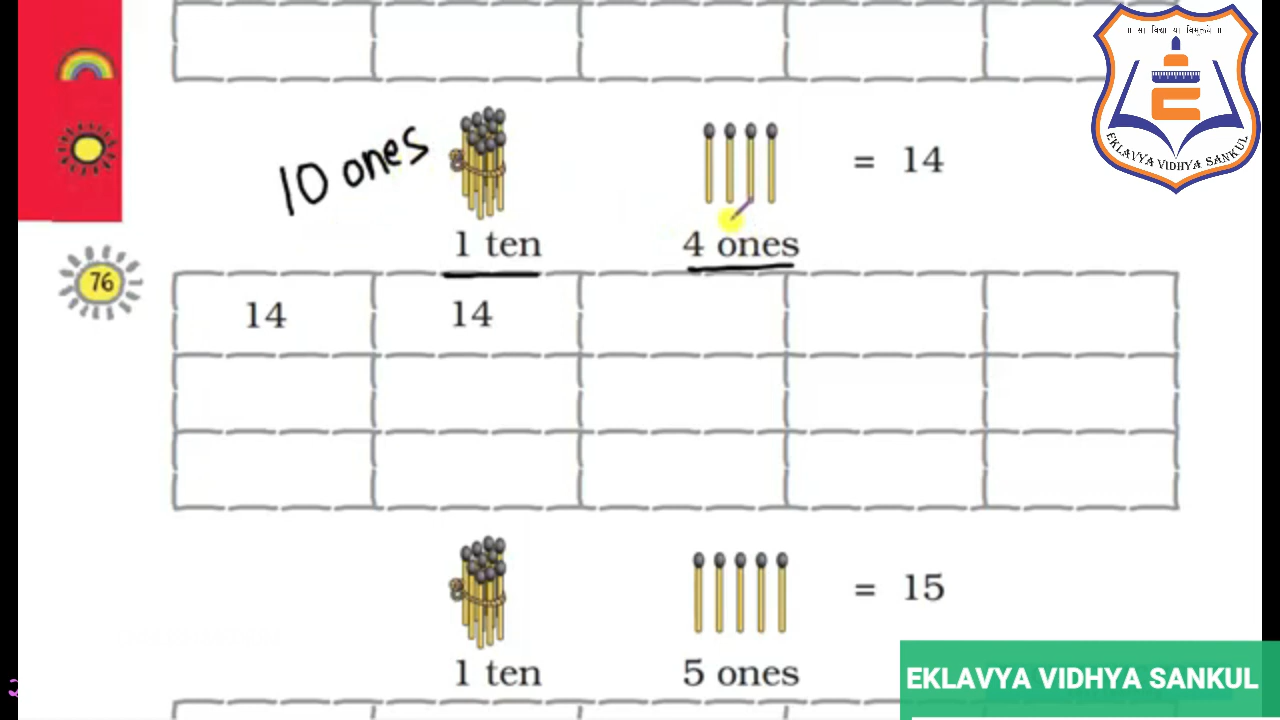 ॥ सा विद्या या विमुक्तये ॥
EKLAVYA VIDHYA SANKUL
10 ones
= 14
1 ten 4 ones
76
14 14
= 15
1 ten 5 ones
EKLAVYA VIDHYA SANKUL